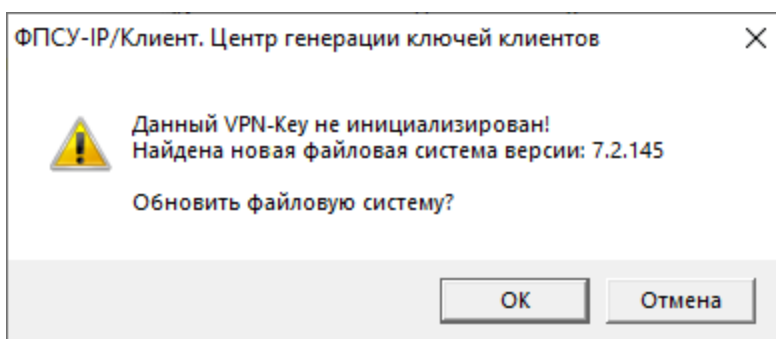 ФПСУ-IP/Клиент. Центр генерации ключей клиентов
Данный VPN-Key не инициализирован!
Найдена новая файловая система версии: 7.2.145
Обновить файловую систему?
ОК
Отмена